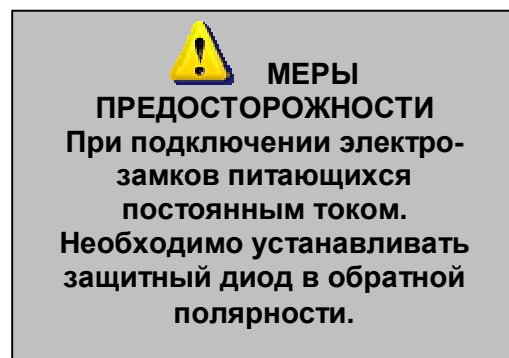 МЕРЫ
ПРЕДОСТОРОЖНОСТИ
При подключении электро-
замков питающихся
постоянным током.
Необходимо устанавливать
защитный диод в обратной
полярности.